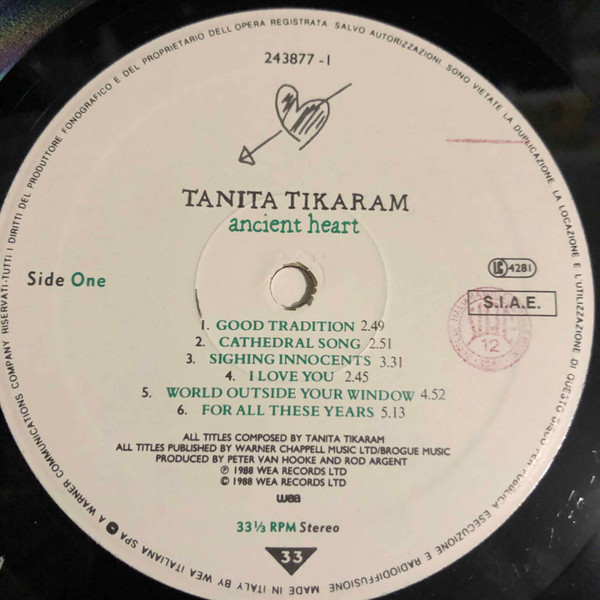 243877 - 1
TANITA TIKARAM
ancient heart
Side One
LC 4281
S.I.A.E.
12
1. GOOD TRADITION 2.49
2. CATHEDRAL SONG 2.51
3. SIGHING INNOCENTS 3.31
4. I LOVE YOU 2.45
5. WORLD OUTSIDE YOUR WINDOW 4.52
6. FOR ALL THESE YEARS 5.13
ALL TITLES COMPOSED BY TANITA TIKARAM
ALL TITLES PUBLISHED BY WARNER CHAPPELL MUSIC LTD/BROGUE MUSIC
PRODUCED BY PETER VAN HOOKE AND ROD ARGENT
℗ 1988 WEA RECORDS LTD
© 1988 WEA RECORDS LTD
wea
33⅓ RPM Stereo
33
MADE IN ITALY BY WEA ITALIANA SPA A WARNER COMMUNICATIONS COMPANY RISERVATI TUTTI I DIRITTI DEL PRODUTTORE FONOGRAFICO E DEL PROPRIETARIO DELL'OPERA REGISTRATA SALVO AUTORIZZAZIONI, SONO VIETATE LA DUPLICAZIONE, LA LOCAZIONE E L'UTILIZZAZIONE DI QUESTO DISCO PER PUBBLICA ESECUZIONE E RADIODIFFUSIONE